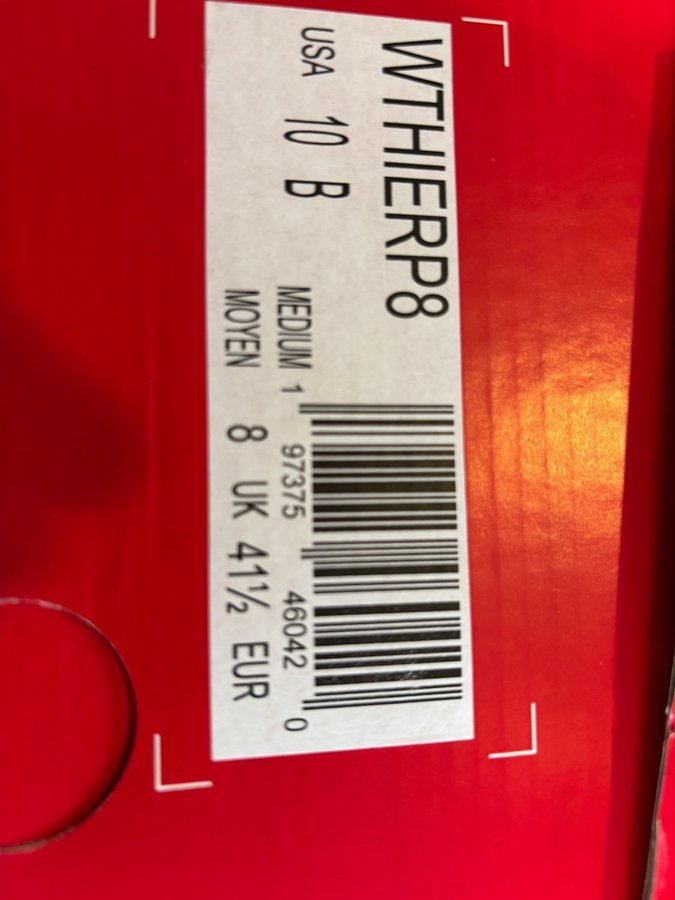 WTHIERP8
USA 10 B
MEDIUM
MOYEN 8 UK 41½ EUR
1 97375 46042 0